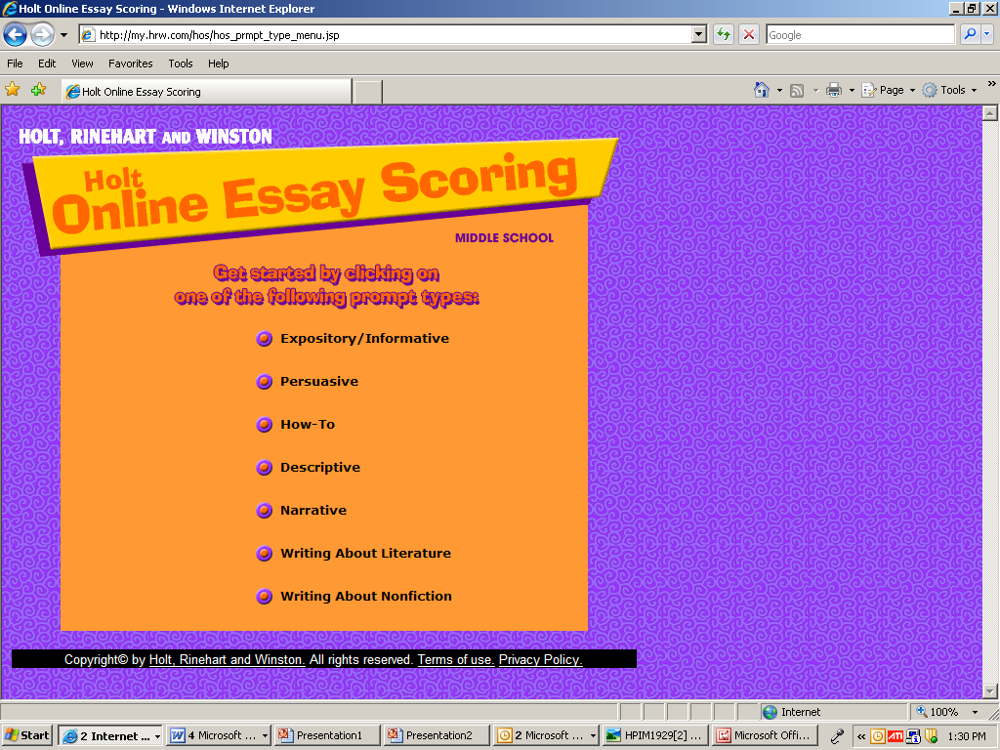 Holt Online Essay Scoring - Windows Internet Explorer
http://my.hrw.com/hos/hos_prmpt_type_menu.jsp
Google
File Edit View Favorites Tools Help
Holt Online Essay Scoring
Page Tools »
HOLT, RINEHART AND WINSTON
Holt
Online Essay Scoring
MIDDLE SCHOOL
Get started by clicking on
one of the following prompt types:
Expository/Informative
Persuasive
How-To
Descriptive
Narrative
Writing About Literature
Writing About Nonfiction
Copyright© by Holt, Rinehart and Winston. All rights reserved. Terms of use. Privacy Policy.
Internet 100%
Start 2 Internet ... 4 Microsoft ... Presentation1 Presentation2 2 Microsoft ... HPIM1929[2] ... Microsoft Offi... « ATI 1:30 PM